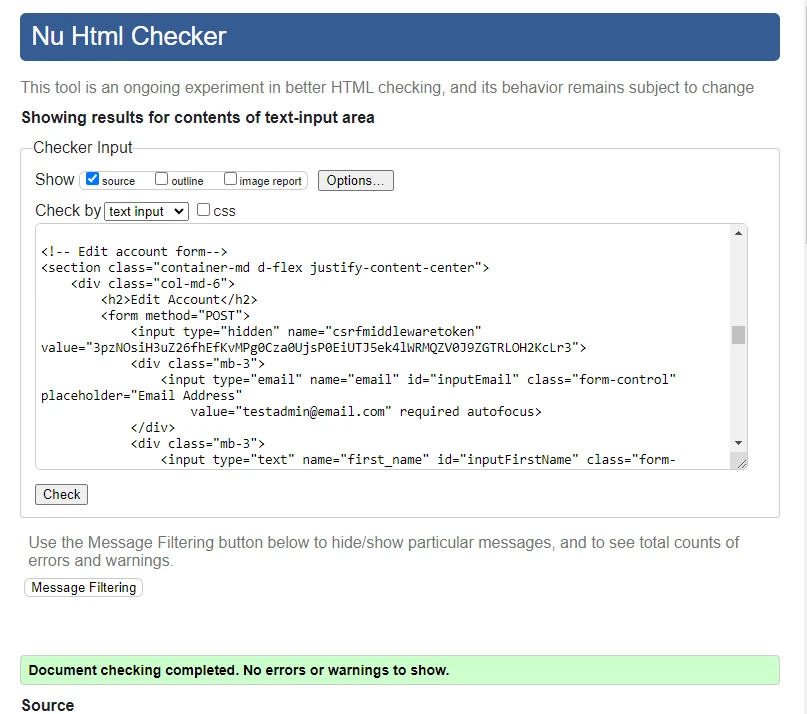 Nu Html Checker
This tool is an ongoing experiment in better HTML checking, and its behavior remains subject to change
Showing results for contents of text-input area
Checker Input
Show source outline image report Options...
Check by text input css
<!-- Edit account form-->
<section class="container-md d-flex justify-content-center">
<div class="col-md-6">
<h2>Edit Account</h2>
<form method="POST">
<input type="hidden" name="csrfmiddlewaretoken"
value="3pzNOsiH3uZ26fhEfKvMPg0Cza0UjsP0EiUTJ5ek4lWRMQZV0J9ZGTRLOH2KcLr3">
<div class="mb-3">
<input type="email" name="email" id="inputEmail" class="form-control"
placeholder="Email Address"
value="testadmin@email.com" required autofocus>
</div>
<div class="mb-3">
<input type="text" name="first_name" id="inputFirstName" class="form-
Check
Use the Message Filtering button below to hide/show particular messages, and to see total counts of
errors and warnings.
Message Filtering
Document checking completed. No errors or warnings to show.
Source